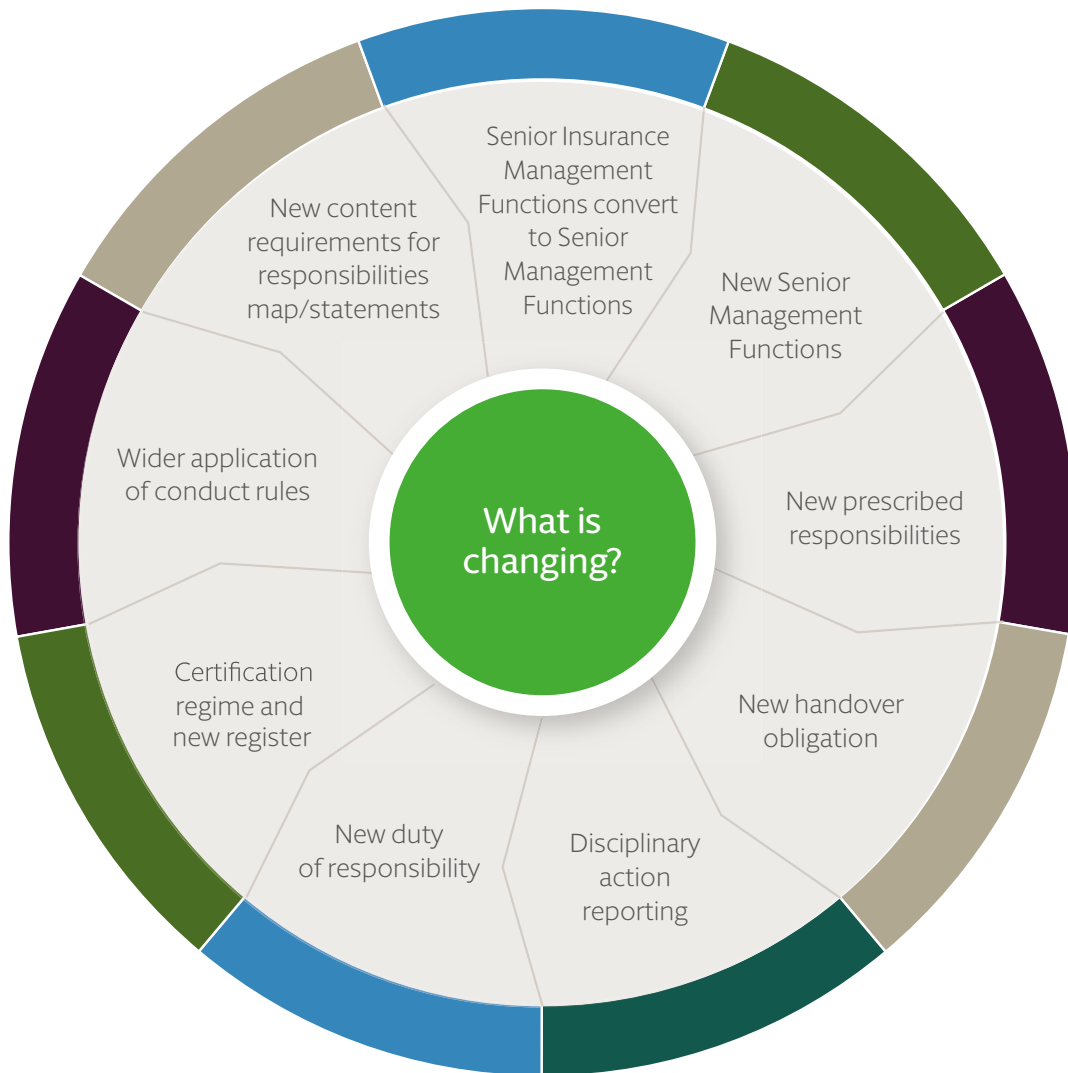 Senior Insurance
Management
Functions convert
to Senior
Management
Functions
New Senior
Management
Functions
New prescribed
responsibilities
New handover
obligation
Disciplinary
action
reporting
New duty
of responsibility
Certification
regime and
new register
Wider application
of conduct rules
New content
requirements for
responsibilities
map/statements
What is
changing?